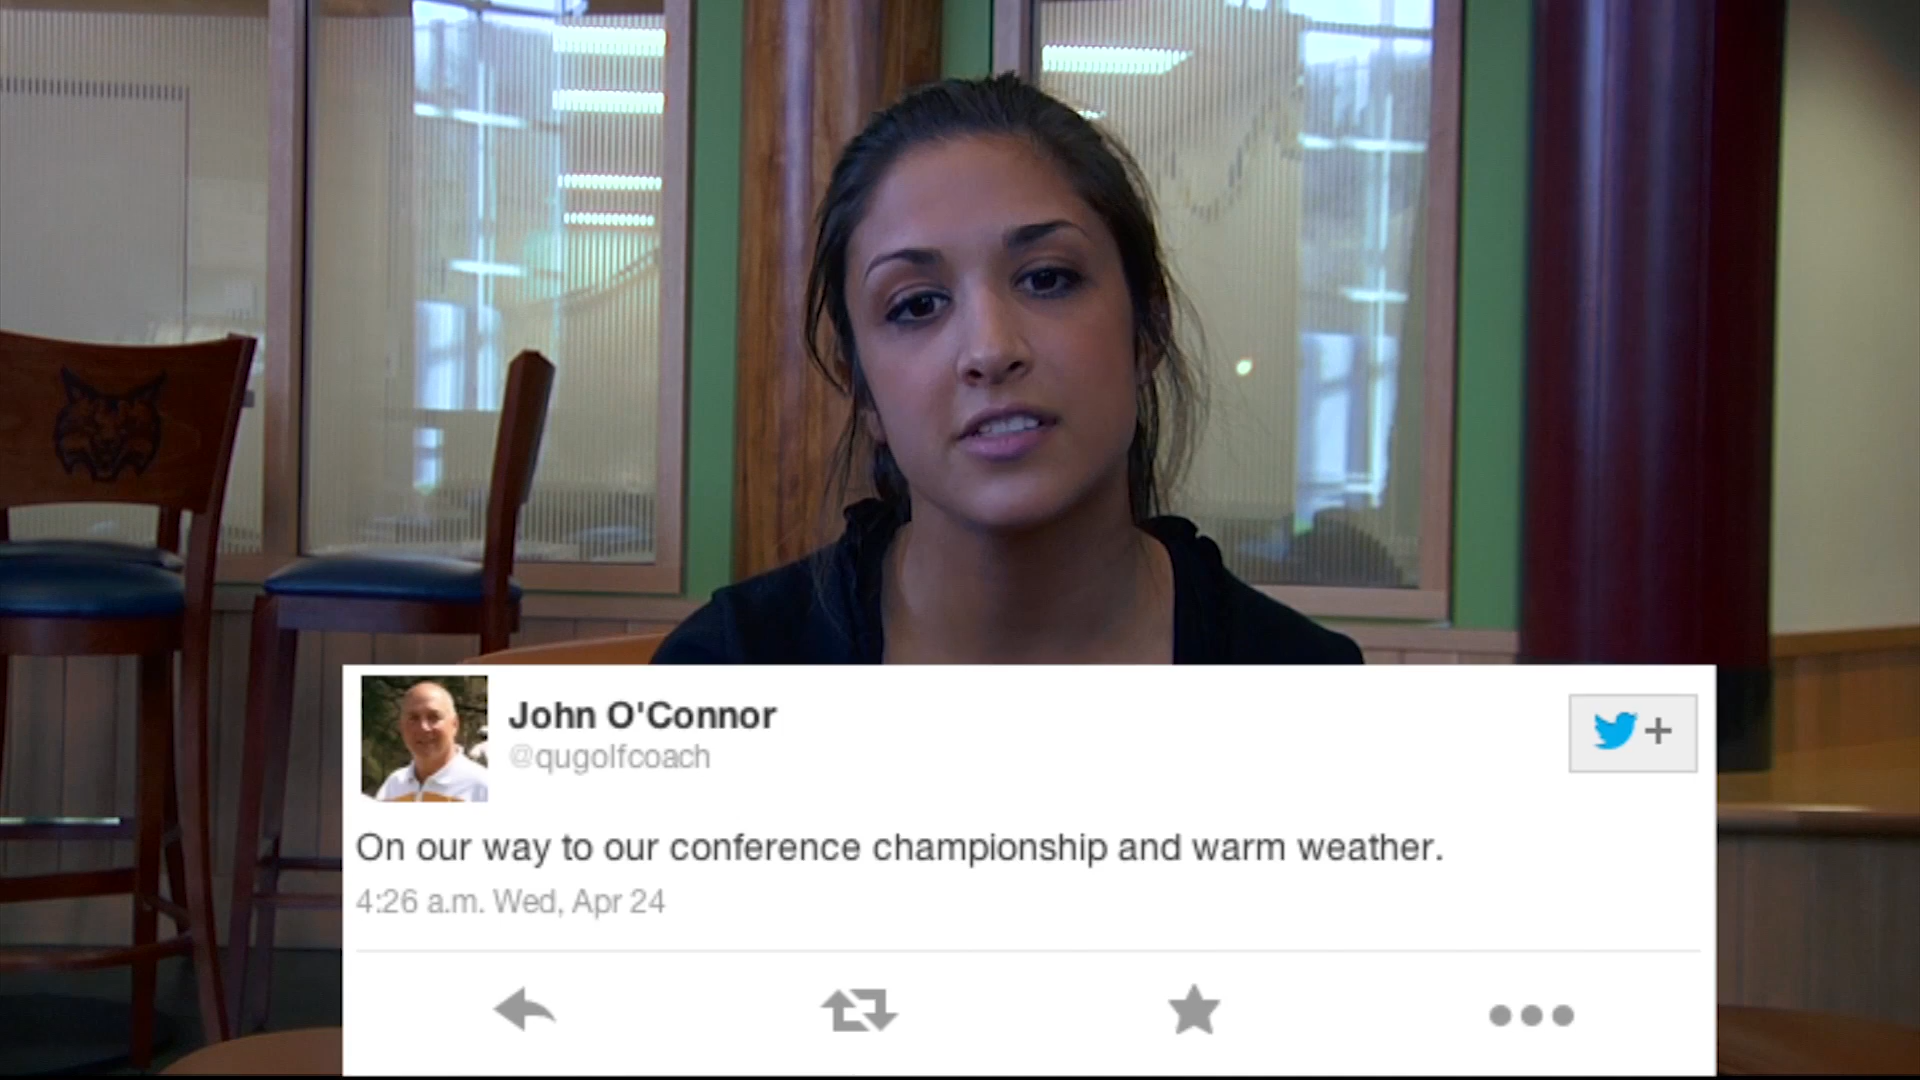 John O'Connor
@qugolfcoach
On our way to our conference championship and warm weather.
4:26 a.m. Wed, Apr 24